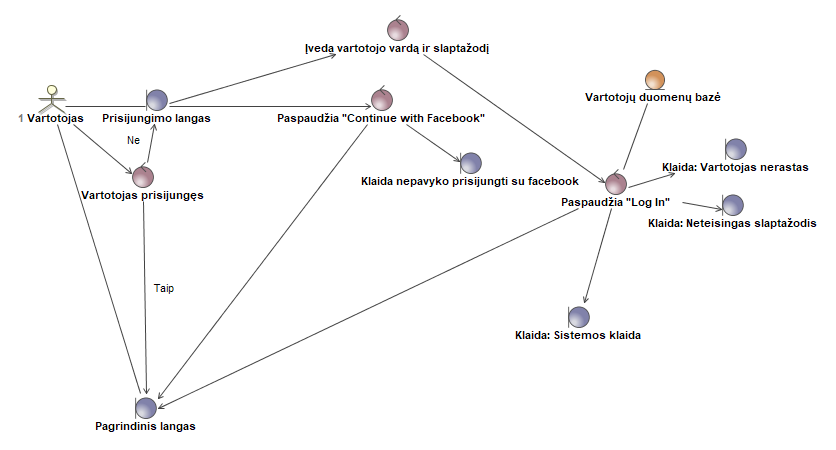 Įveda vartotojo vardą ir slaptažodį
Vartotojų duomenų bazė
1 Vartotojas
Prisijungimo langas
Paspaudžia "Continue with Facebook"
Ne
Klaida: Vartotojas nerastas
Klaida nepavyko prisijungti su facebook
Vartotojas prisijungęs
Paspaudžia "Log In"
Klaida: Neteisingas slaptažodis
Taip
Klaida: Sistemos klaida
Pagrindinis langas